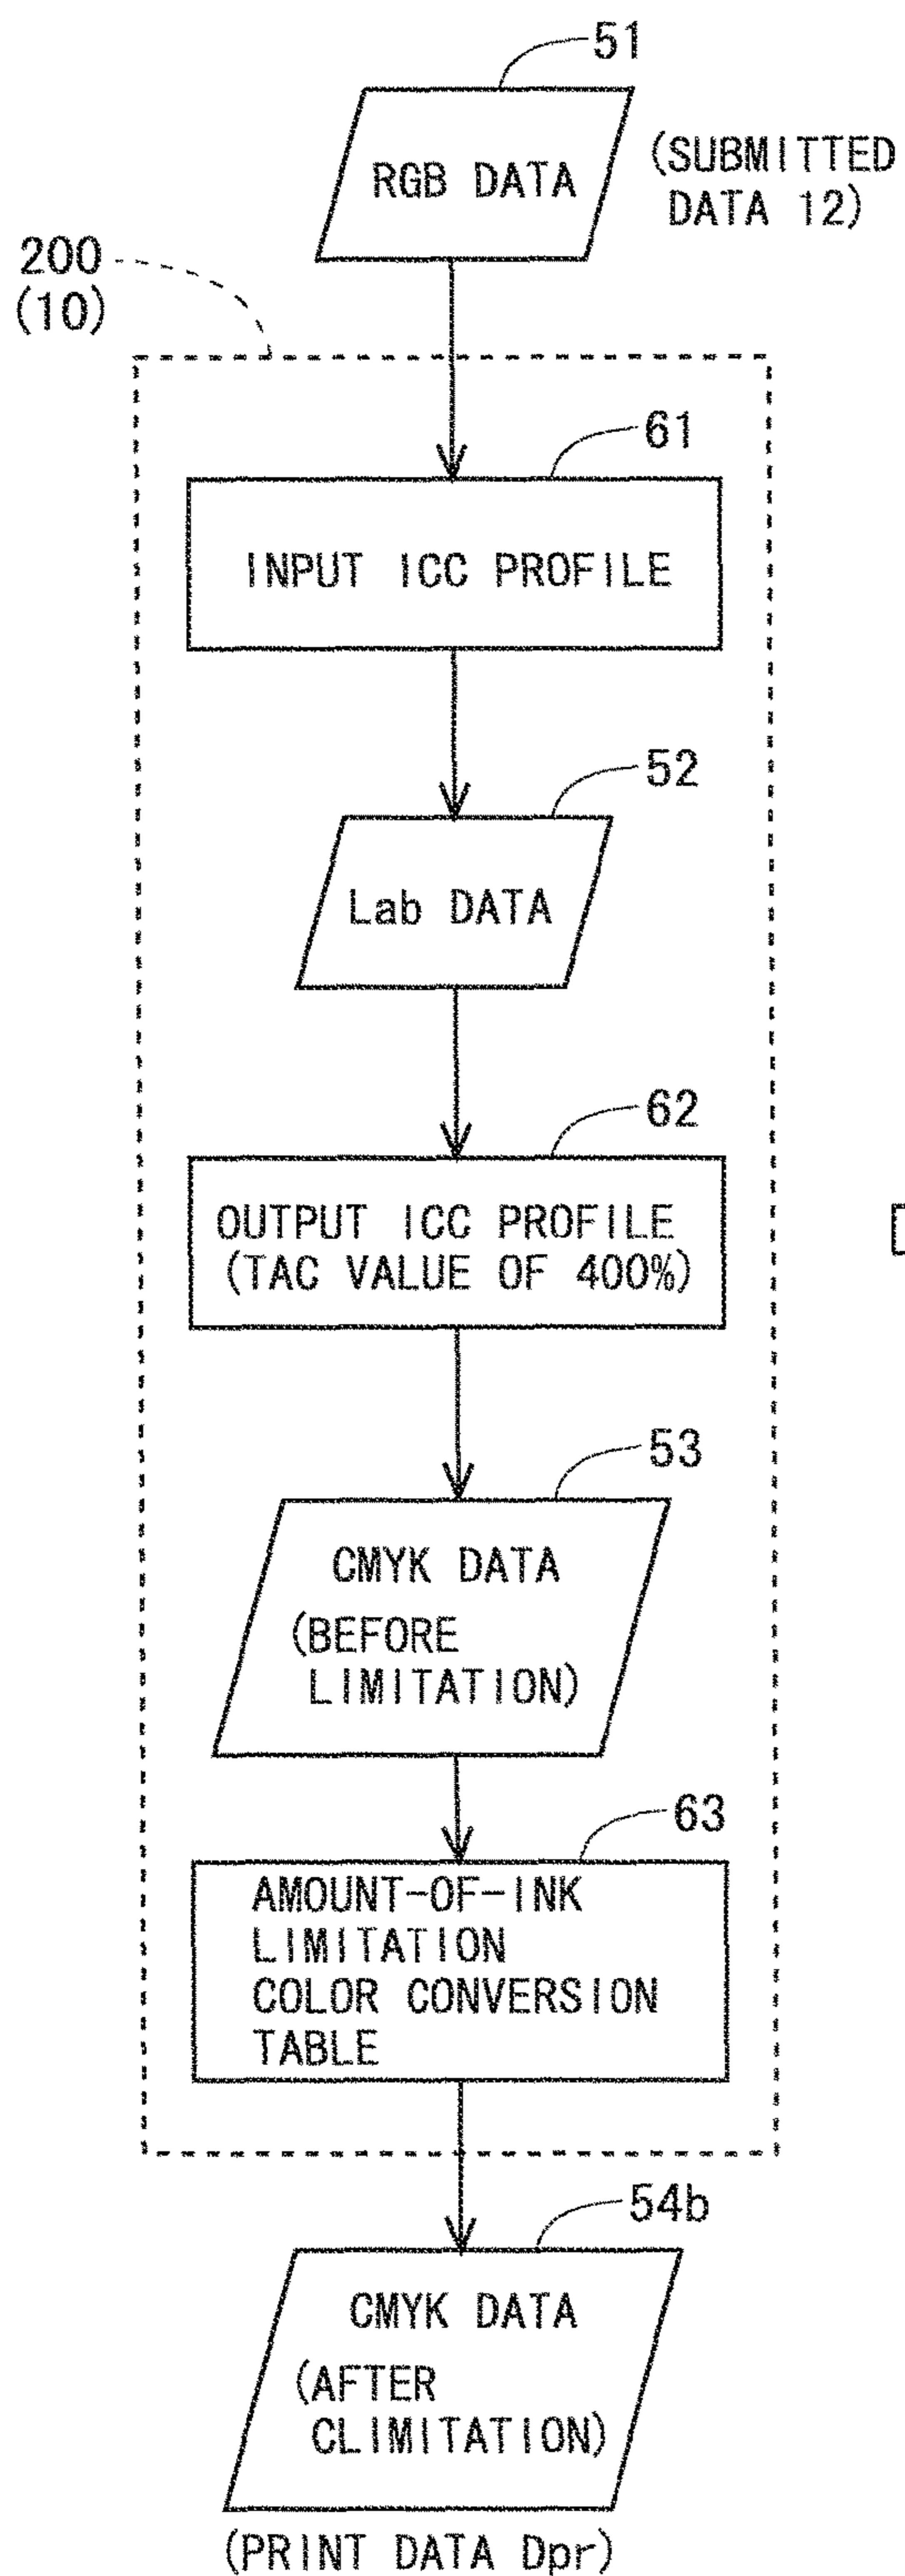 51
RGB DATA
(SUBMITTED
DATA 12)
200
(10)
61
INPUT ICC PROFILE
52
Lab DATA
62
OUTPUT ICC PROFILE
(TAC VALUE OF 400%)
53
CMYK DATA
(BEFORE
LIMITATION)
63
AMOUNT-OF-INK
LIMITATION
COLOR CONVERSION
TABLE
54b
CMYK DATA
(AFTER
CLIMITATION)
(PRINT DATA Dpr)